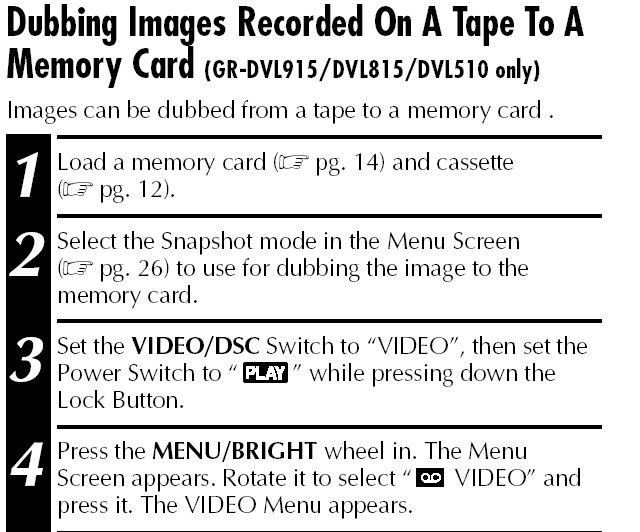 Dubbing Images Recorded On A Tape To A
Memory Card (GR-DVL915/DVL815/DVL510 only)
Images can be dubbed from a tape to a memory card .
1 Load a memory card (☞ pg. 14) and cassette
(☞ pg. 12).
2 Select the Snapshot mode in the Menu Screen
(☞ pg. 26) to use for dubbing the image to the
memory card.
3 Set the VIDEO/DSC Switch to “VIDEO”, then set the
Power Switch to “ PLAY ” while pressing down the
Lock Button.
4 Press the MENU/BRIGHT wheel in. The Menu
Screen appears. Rotate it to select “ VIDEO” and
press it. The VIDEO Menu appears.